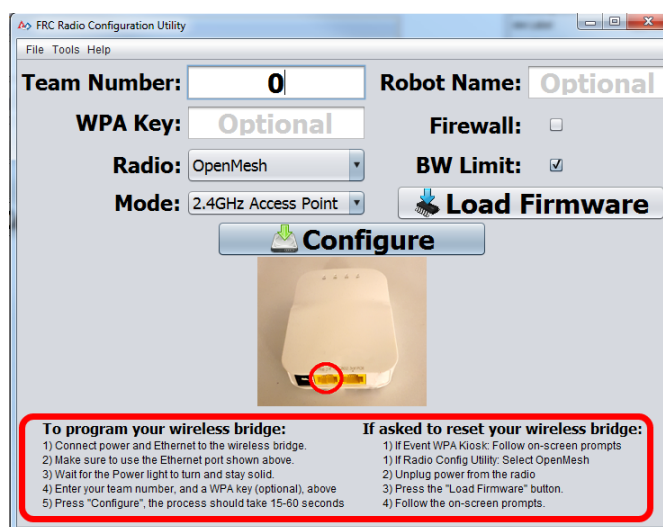 FRC Radio Configuration Utility
File Tools Help
Team Number: 0 Robot Name: Optional
WPA Key: Optional Firewall:
Radio: OpenMesh BW Limit:
Mode: 2.4GHz Access Point Load Firmware
Configure
To program your wireless bridge:
1) Connect power and Ethernet to the wireless bridge.
2) Make sure to use the Ethernet port shown above.
3) Wait for the Power light to turn and stay solid.
4) Enter your team number, and a WPA key (optional), above
5) Press "Configure", the process should take 15-60 seconds
If asked to reset your wireless bridge:
1) If Event WPA Kiosk: Follow on-screen prompts
1) If Radio Config Utility: Select OpenMesh
2) Unplug power from the radio
3) Press the "Load Firmware" button.
4) Follow the on-screen prompts.